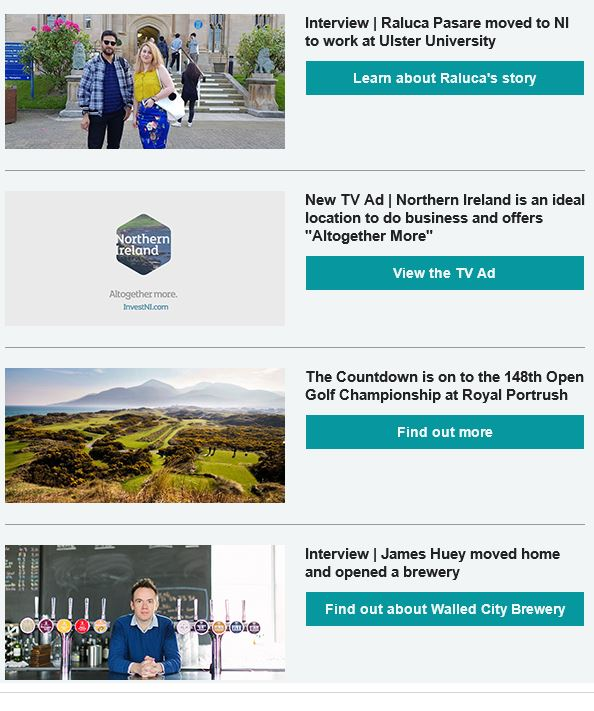 Interview | Raluca Pasare moved to NI
to work at Ulster University
Learn about Raluca's story
Northern
Ireland
Altogether more.
InvestNI.com
New TV Ad | Northern Ireland is an ideal
location to do business and offers
"Altogether More"
View the TV Ad
The Countdown is on to the 148th Open
Golf Championship at Royal Portrush
Find out more
Interview | James Huey moved home
and opened a brewery
Find out about Walled City Brewery